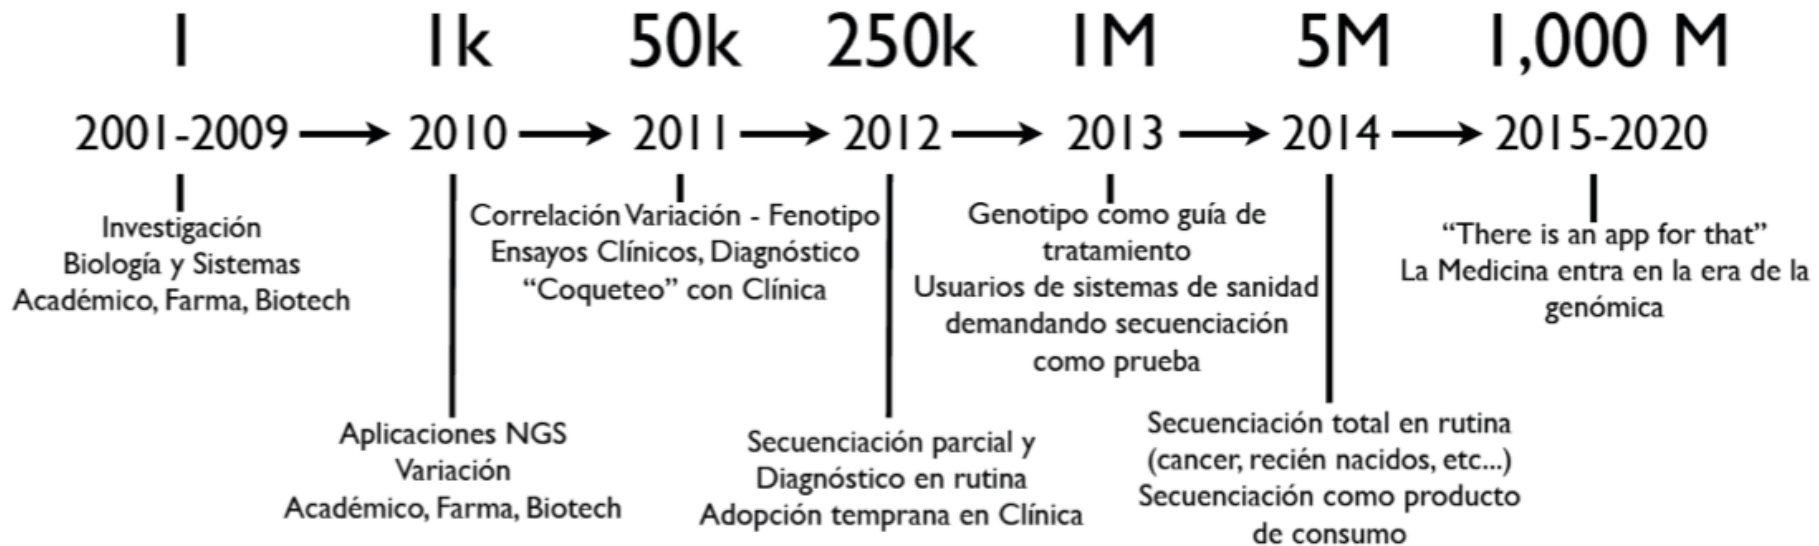 1 1k 50k 250k 1M 5M 1,000 M
2001-2009 2010 2011 2012 2013 2014 2015-2020
Investigación
Biología y Sistemas
Académico, Farma, Biotech
Aplicaciones NGS
Variación
Académico, Farma, Biotech
Correlación Variación - Fenotipo
Ensayos Clínicos, Diagnóstico
“Coqueteo” con Clínica
Secuenciación parcial y
Diagnóstico en rutina
Adopción temprana en Clínica
Genotipo como guía de
tratamiento
Usuarios de sistemas de sanidad
demandando secuenciación
como prueba
Secuenciación total en rutina
(cancer, recién nacidos, etc...)
Secuenciación como producto
de consumo
“There is an app for that”
La Medicina entra en la era de la
genómica